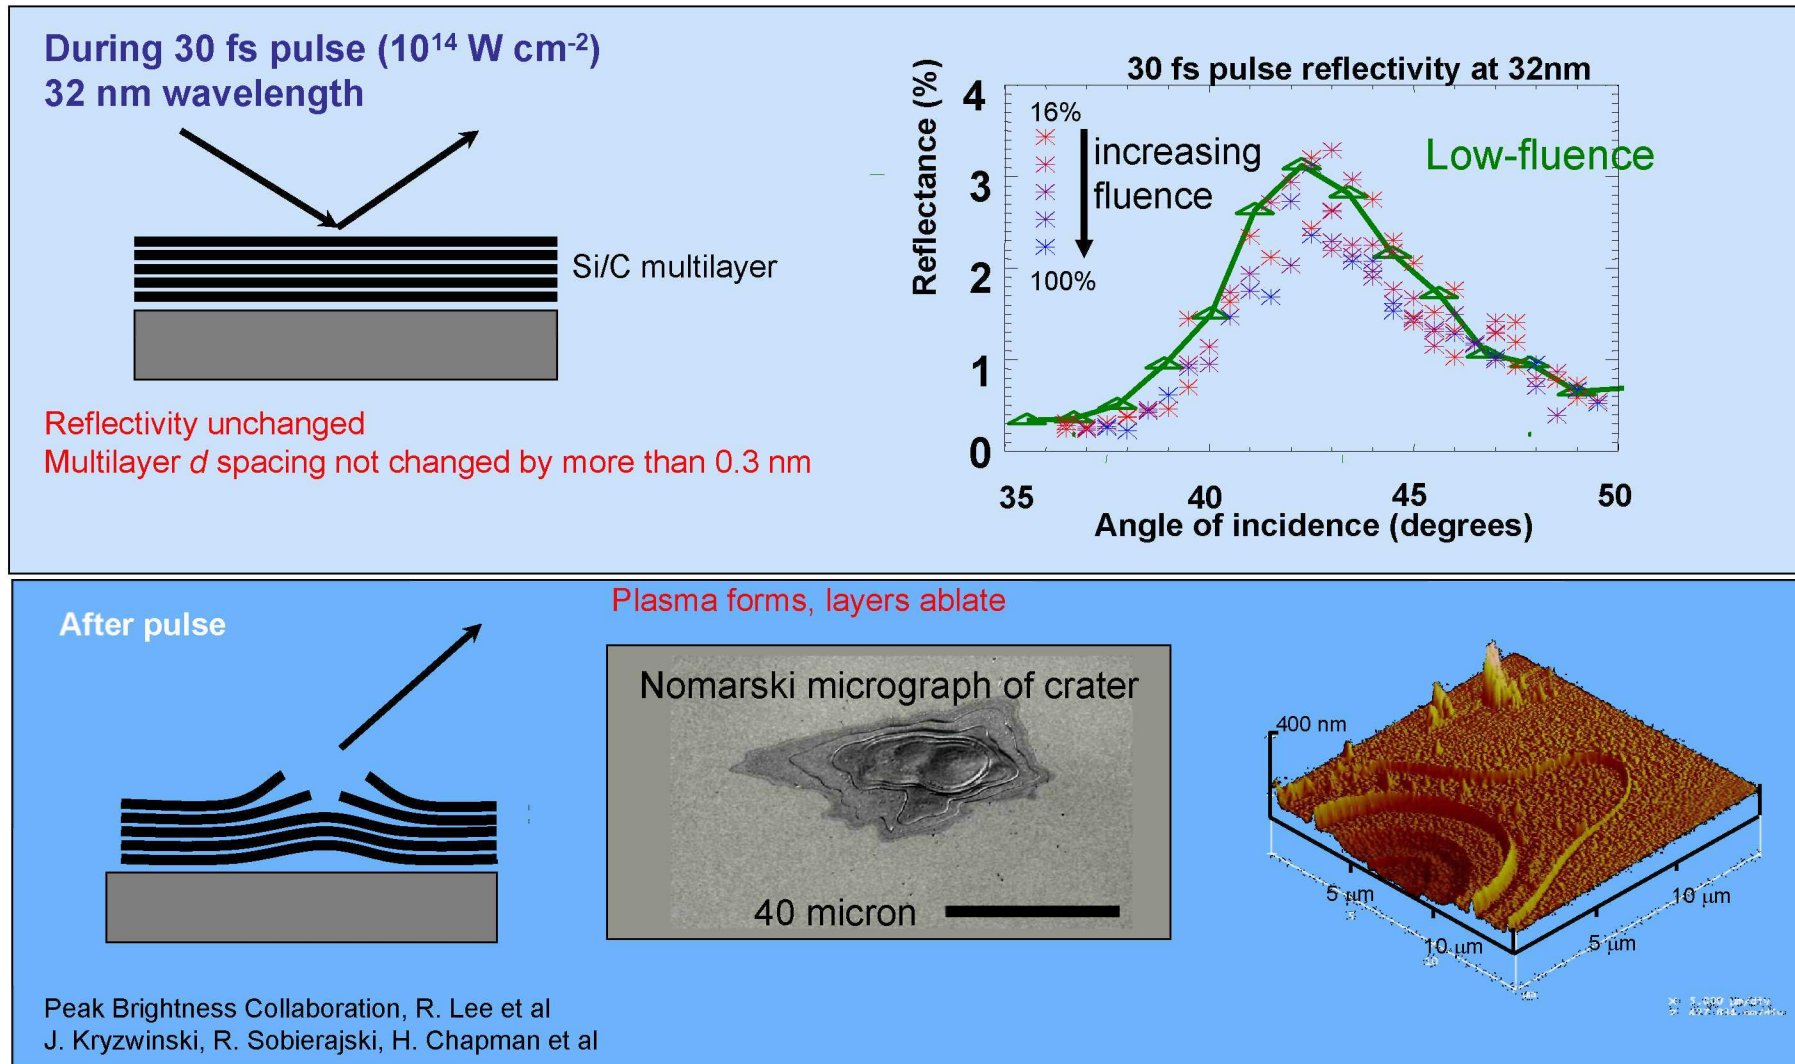 During 30 fs pulse (10¹⁴ W cm⁻²)
32 nm wavelength
Si/C multilayer
Reflectivity unchanged
Multilayer d spacing not changed by more than 0.3 nm
30 fs pulse reflectivity at 32nm
Reflectance (%)
4
3
2
1
0
16%
increasing
fluence
100%
Low-fluence
35
40
45
50
Angle of incidence (degrees)
After pulse
Plasma forms, layers ablate
Nomarski micrograph of crater
40 micron
400 nm
5 μm
10 μm
5 μm
10 μm
Peak Brightness Collaboration, R. Lee et al
J. Kryzwinski, R. Sobierajski, H. Chapman et al